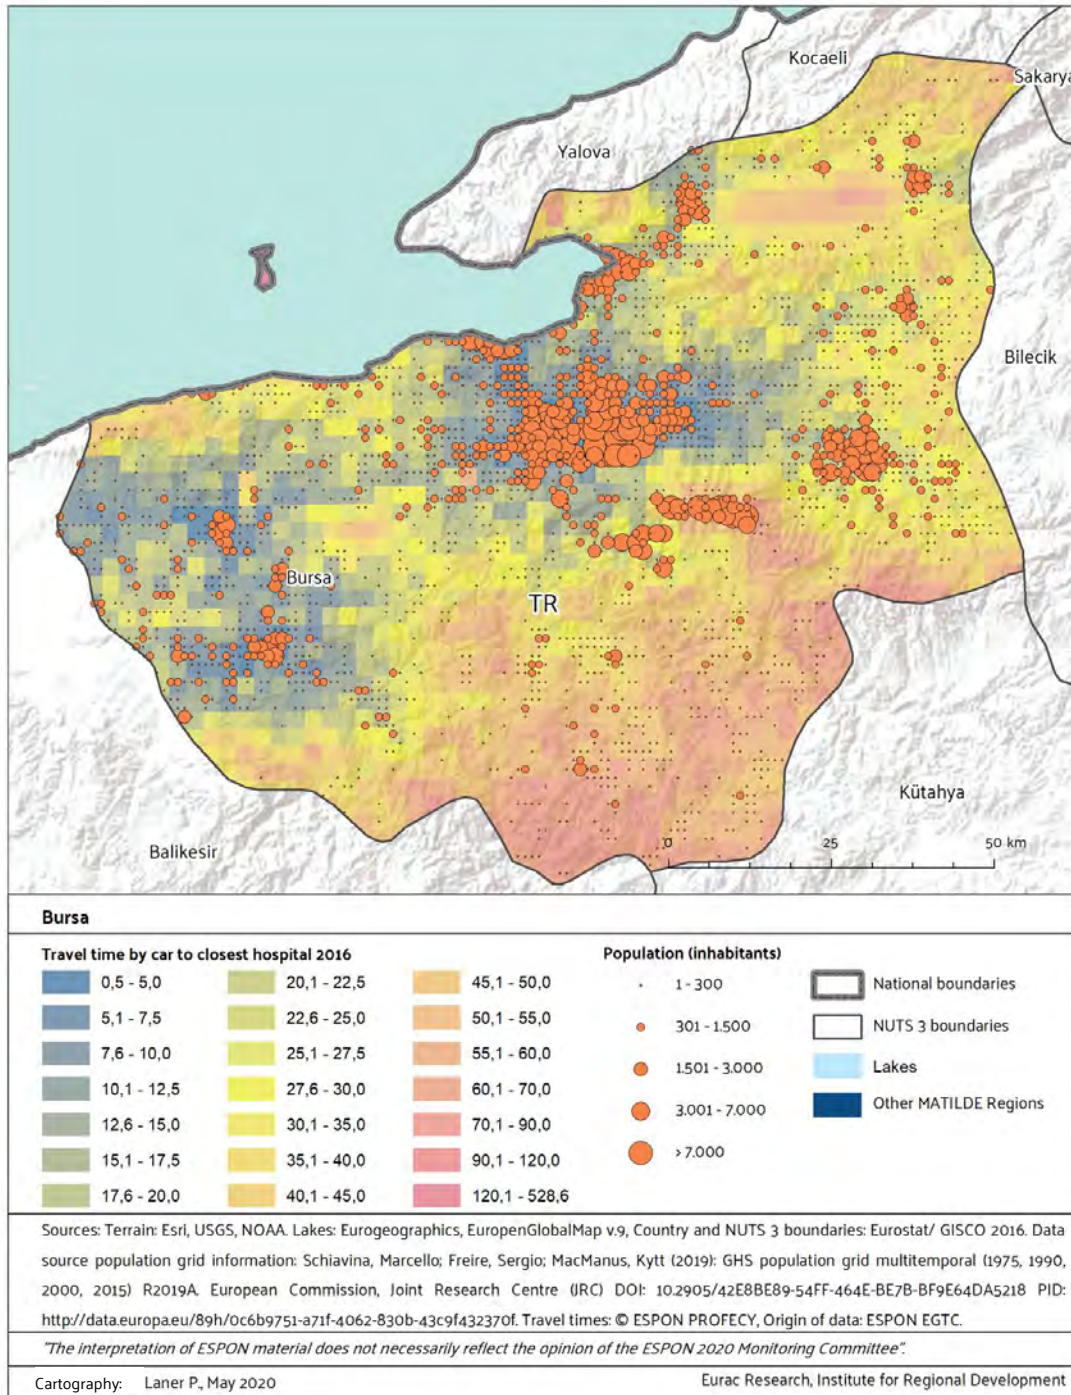 Kocaeli
Sakarya
Yalova
Bilecik
Bursa
TR
Kütahya
Balikesir
0 25 50 km
Bursa
Travel time by car to closest hospital 2016
0,5 - 5,0
5,1 - 7,5
7,6 - 10,0
10,1 - 12,5
12,6 - 15,0
15,1 - 17,5
17,6 - 20,0
20,1 - 22,5
22,6 - 25,0
25,1 - 27,5
27,6 - 30,0
30,1 - 35,0
35,1 - 40,0
40,1 - 45,0
45,1 - 50,0
50,1 - 55,0
55,1 - 60,0
60,1 - 70,0
70,1 - 90,0
90,1 - 120,0
120,1 - 528,6
Population (inhabitants)
1 - 300
301 - 1.500
1.501 - 3.000
3.001 - 7.000
> 7.000
National boundaries
NUTS 3 boundaries
Lakes
Other MATILDE Regions
Sources: Terrain: Esri, USGS, NOAA. Lakes: Eurogeographics, EuropenGlobalMap v.9, Country and NUTS 3 boundaries: Eurostat/ GISCO 2016. Data
source population grid information: Schiavina, Marcello; Freire, Sergio; MacManus, Kytt (2019): GHS population grid multitemporal (1975, 1990,
2000, 2015) R2019A. European Commission, Joint Research Centre (JRC) DOI: 10.2905/42E8BE89-54FF-464E-BE7B-BF9E64DA5218 PID:
http://data.europa.eu/89h/0c6b9751-a71f-4062-830b-43c9f432370f. Travel times: © ESPON PROFECY, Origin of data: ESPON EGTC.
"The interpretation of ESPON material does not necessarily reflect the opinion of the ESPON 2020 Monitoring Committee".
Cartography: Laner P., May 2020
Eurac Research, Institute for Regional Development